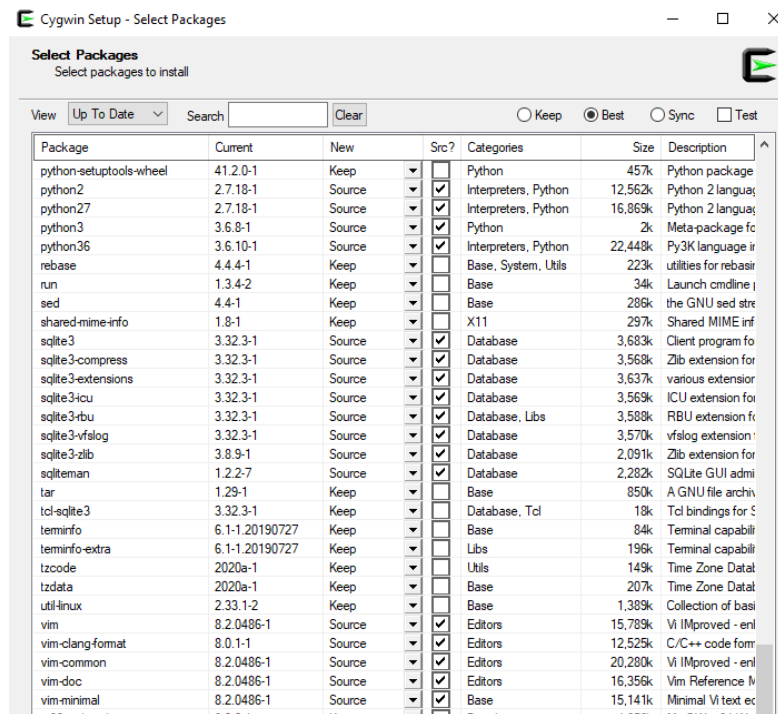 Cygwin Setup - Select Packages
Select Packages
Select packages to install
View Up To Date Search Clear Keep Best Sync Test
Package Current New Src? Categories Size Description
python-setuptools-wheel 41.2.0-1 Keep Python 457k Python package
python2 2.7.18-1 Source Interpreters, Python 12,562k Python 2 languag
python27 2.7.18-1 Source Interpreters, Python 16,869k Python 2 languag
python3 3.6.8-1 Source Python 2k Meta-package fo
python36 3.6.10-1 Source Interpreters, Python 22,448k Py3K language in
rebase 4.4.4-1 Keep Base, System, Utils 223k utilities for rebasin
run 1.3.4-2 Keep Base 34k Launch cmdline p
sed 4.4-1 Keep Base 286k the GNU sed stre
shared-mime-info 1.8-1 Keep X11 297k Shared MIME inf
sqlite3 3.32.3-1 Source Database 3,683k Client program fo
sqlite3-compress 3.32.3-1 Source Database 3,568k Zlib extension for
sqlite3-extensions 3.32.3-1 Source Database 3,637k various extension
sqlite3-icu 3.32.3-1 Source Database 3,569k ICU extension fo
sqlite3-rbu 3.32.3-1 Source Database, Libs 3,588k RBU extension fo
sqlite3-vfslog 3.32.3-1 Source Database 3,570k vfslog extension
sqlite3-zlib 3.8.9-1 Source Database 2,091k Zlib extension for
sqliteman 1.2.2-7 Source Database 2,282k SQLite GUI admi
tar 1.29-1 Keep Base 850k A GNU file archiv
tcl-sqlite3 3.32.3-1 Keep Database, Tcl 18k Tcl bindings for S
terminfo 6.1-1.20190727 Keep Base 84k Terminal capabili
terminfo-extra 6.1-1.20190727 Keep Libs 196k Terminal capabili
tzcode 2020a-1 Keep Utils 149k Time Zone Datab
tzdata 2020a-1 Keep Base 207k Time Zone Datab
util-linux 2.33.1-2 Keep Base 1,389k Collection of basi
vim 8.2.0486-1 Source Editors 15,789k Vi IMproved - enh
vim-clang-format 8.0.1-1 Source Editors 12,525k C/C++ code form
vim-common 8.2.0486-1 Source Editors 20,280k Vi IMproved - enh
vim-doc 8.2.0486-1 Source Editors 16,356k Vim Reference M
vim-minimal 8.2.0486-1 Source Base 15,141k Minimal Vi text ed